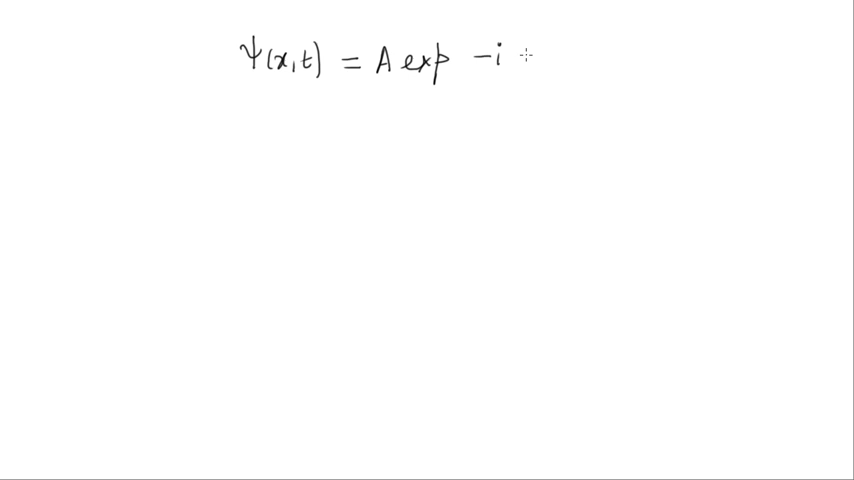 Ψ(x,t) = A exp -i